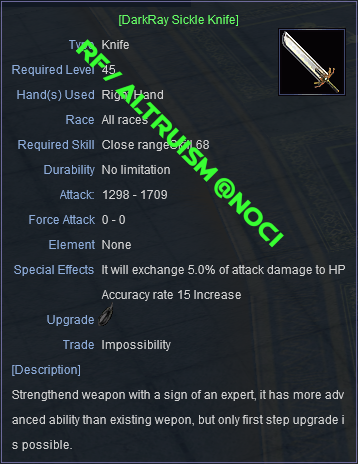 [DarkRay Sickle Knife]
Type Knife
Required Level 45
Hand(s) Used Right Hand
Race All races
Required Skill Close range Skill 68
Durability No limitation
Attack: 1298 - 1709
Force Attack 0 - 0
Element None
Special Effects It will exchange 5.0% of attack damage to HP
Accuracy rate 15 Increase
Upgrade
Trade Impossibility
[Description]
Strengthend weapon with a sign of an expert, it has more adv
anced ability than existing wepon, but only first step upgrade i
s possible.
RF/ ALTRUISM @NOCI